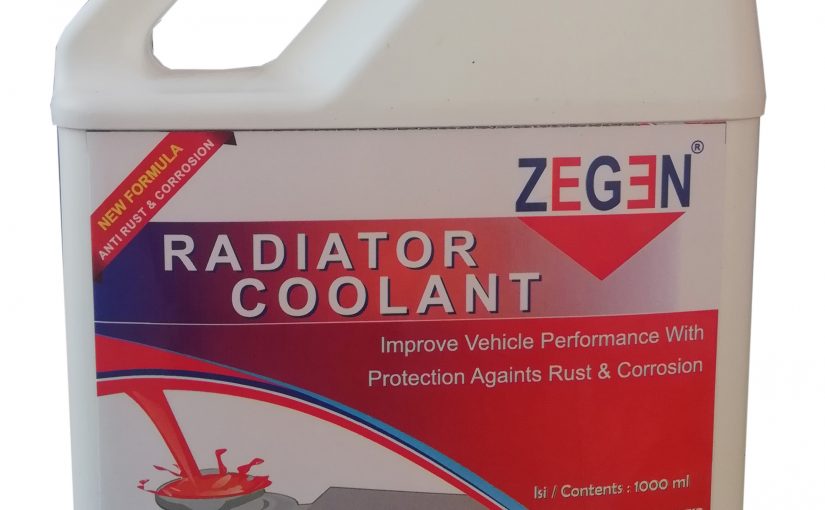 NEW FORMULA
ANTI RUST & CORROSION
ZEGEN®
RADIATOR
COOLANT
Improve Vehicle Performance With
Protection Againts Rust & Corrosion
Isi / Contents : 1000 ml